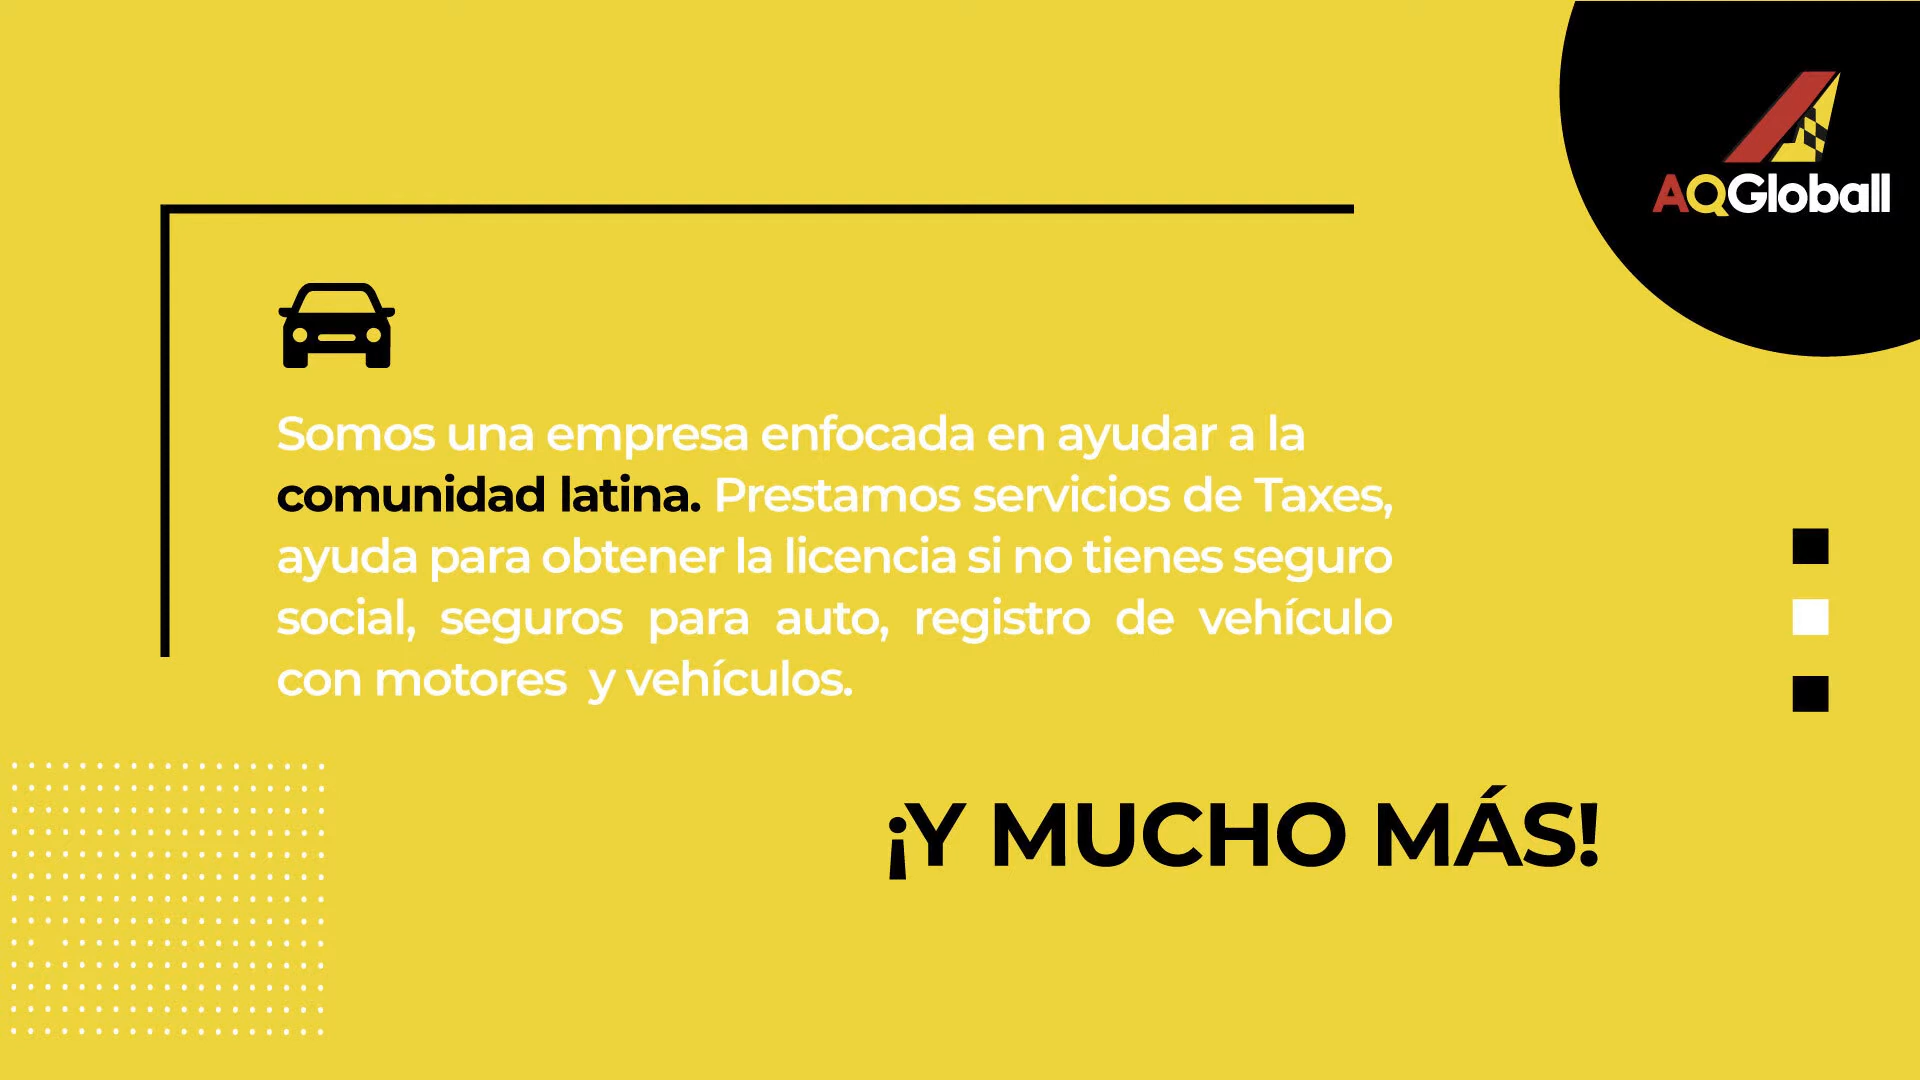 AQGloball
Somos una empresa enfocada en ayudar a la
comunidad latina. Prestamos servicios de Taxes,
ayuda para obtener la licencia si no tienes seguro
social, seguros para auto, registro de vehículo
con motores y vehículos.
¡Y MUCHO MÁS!